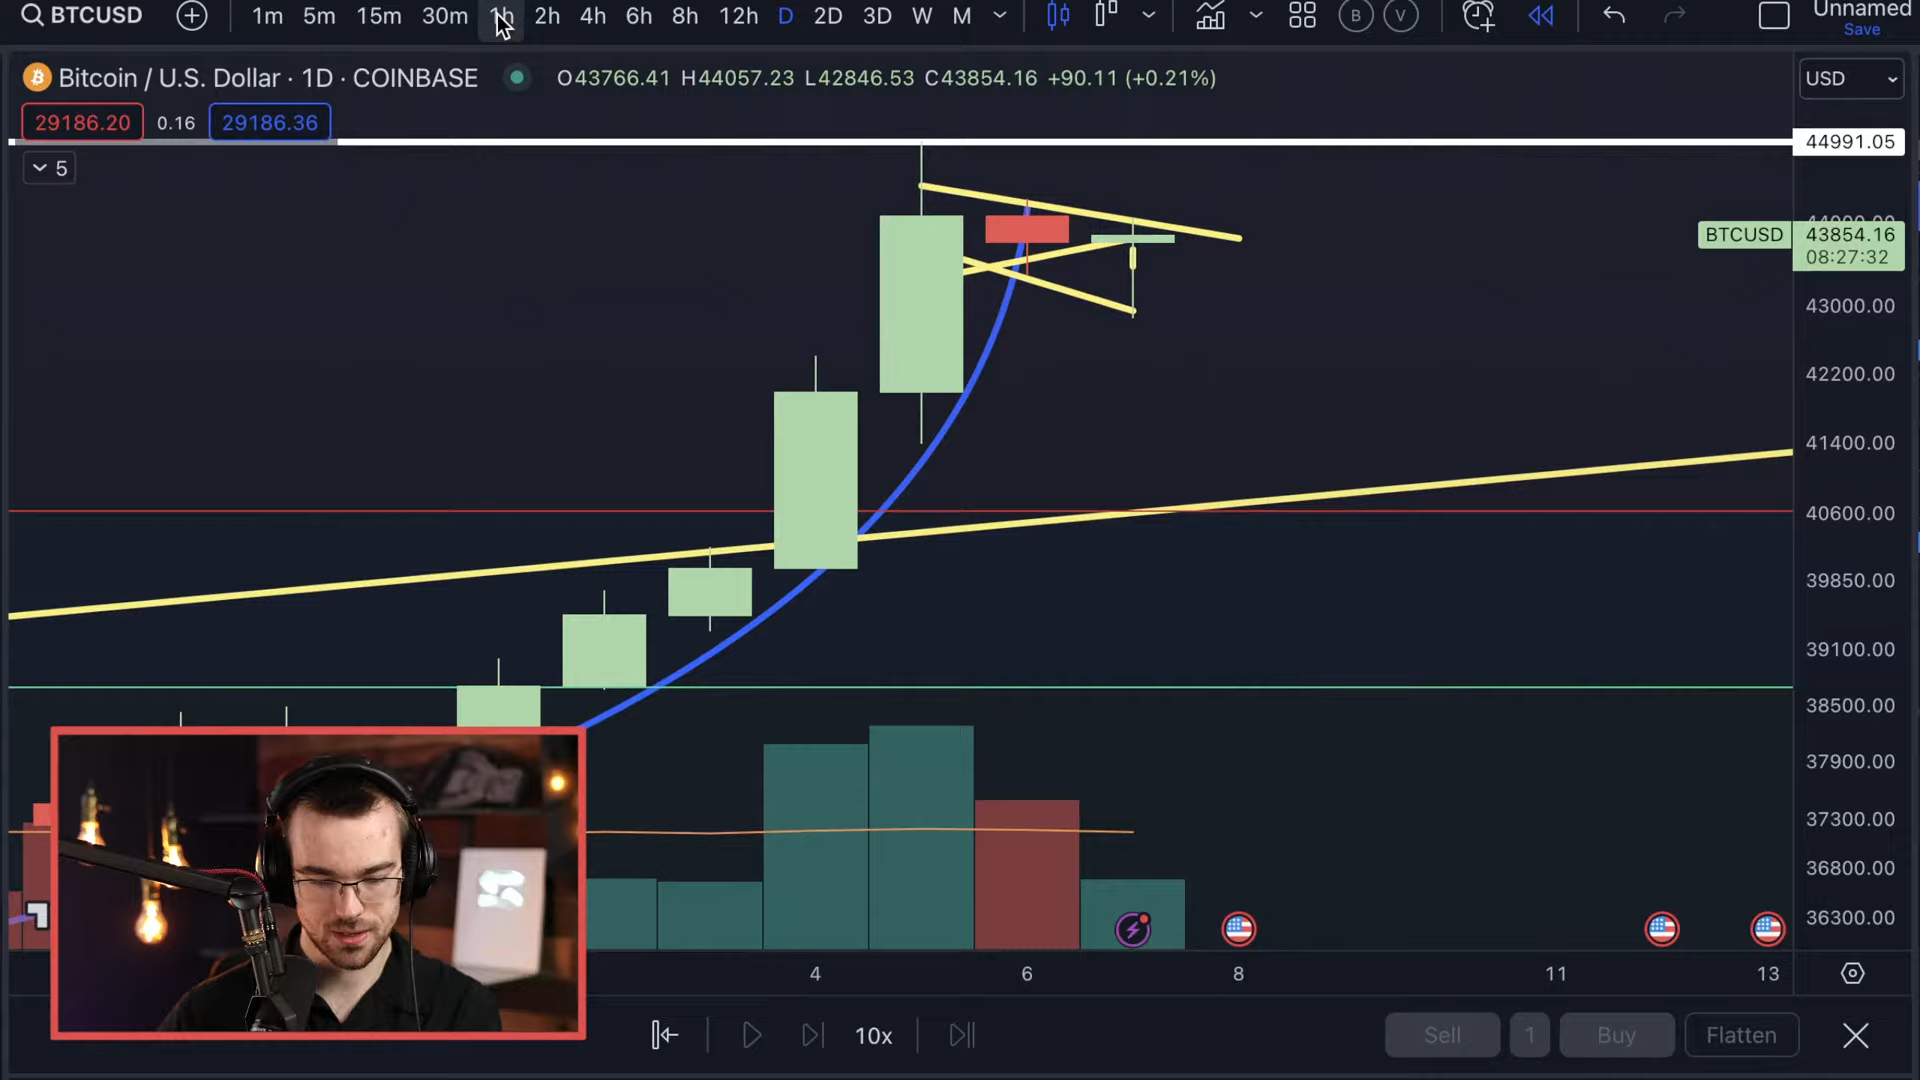 BTCUSD 1m 5m 15m 30m 1h 2h 4h 6h 8h 12h D 2D 3D W M B V Unnamed
Save
Bitcoin / U.S. Dollar · 1D · COINBASE O43766.41 H44057.23 L42846.53 C43854.16 +90.11 (+0.21%) USD
29186.20 0.16 29186.36
44991.05
5
BTCUSD 43854.16
08:27:32
43000.00
42200.00
41400.00
40600.00
39850.00
39100.00
38500.00
37900.00
37300.00
36800.00
36300.00
4 6 8 11 13
10x Sell 1 Buy Flatten